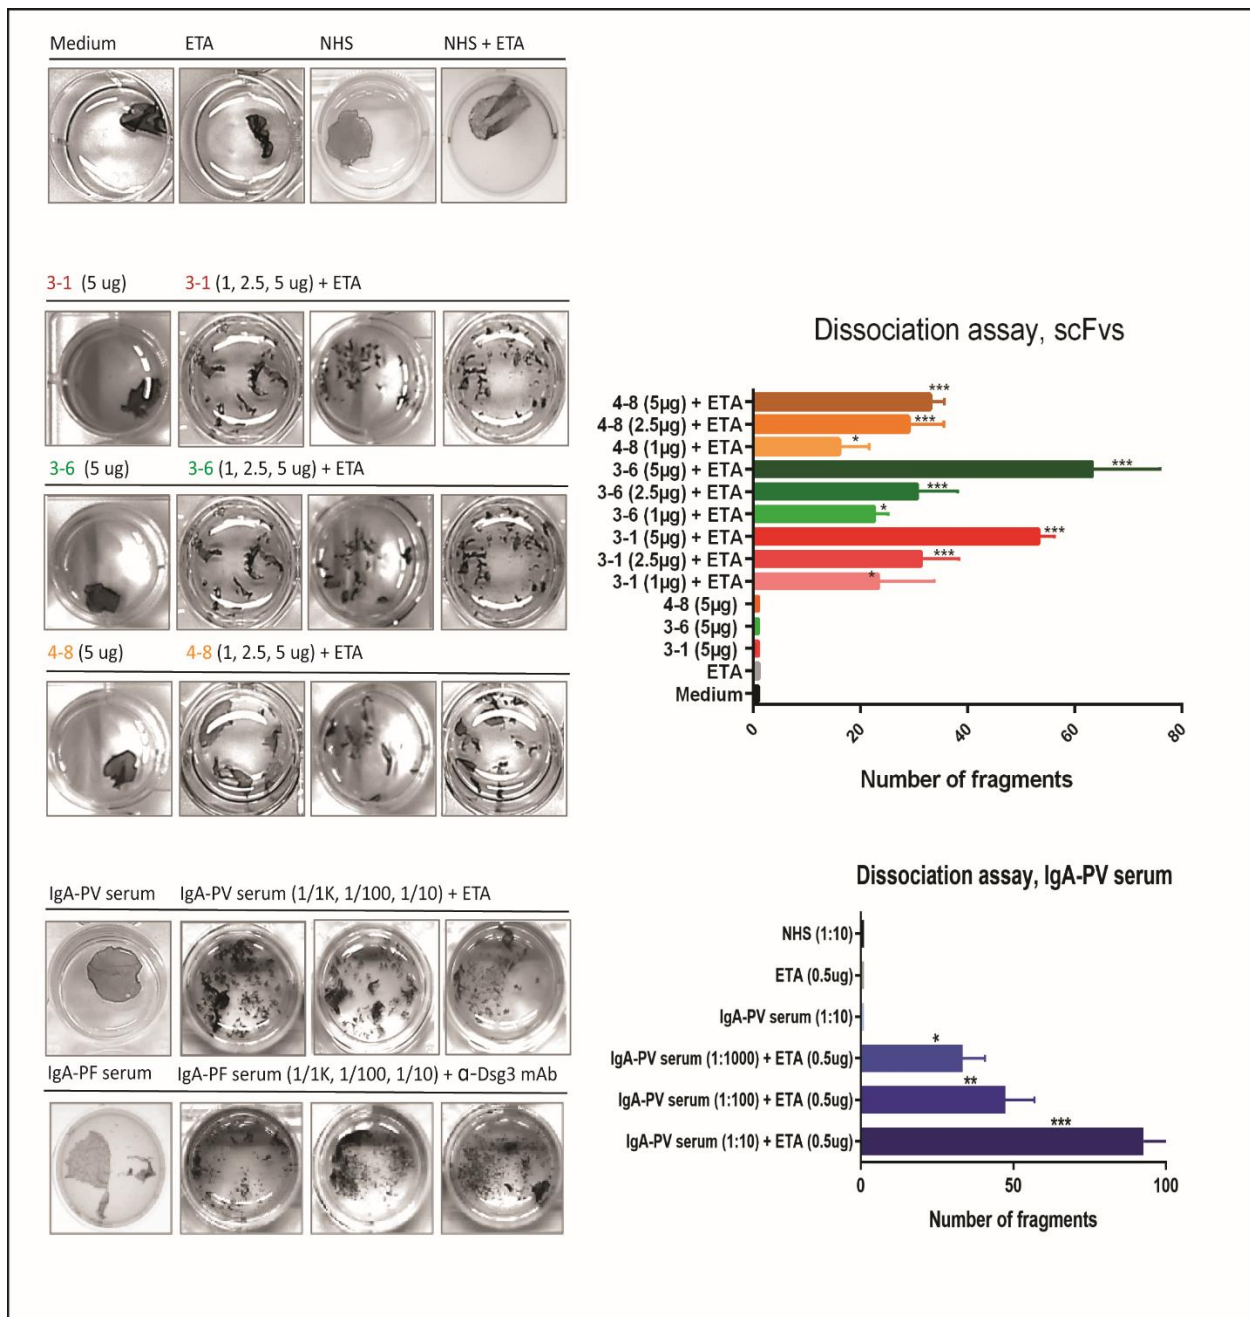 Medium ETA NHS NHS + ETA
3-1 (5 ug) 3-1 (1, 2.5, 5 ug) + ETA
3-6 (5 ug) 3-6 (1, 2.5, 5 ug) + ETA
4-8 (5 ug) 4-8 (1, 2.5, 5 ug) + ETA
IgA-PV serum IgA-PV serum (1/1K, 1/100, 1/10) + ETA
IgA-PF serum IgA-PF serum (1/1K, 1/100, 1/10) + α-Dsg3 mAb
Dissociation assay, scFvs
4-8 (5µg) + ETA ***
4-8 (2.5µg) + ETA ***
4-8 (1µg) + ETA *
3-6 (5µg) + ETA ***
3-6 (2.5µg) + ETA ***
3-6 (1µg) + ETA *
3-1 (5µg) + ETA ***
3-1 (2.5µg) + ETA ***
3-1 (1µg) + ETA *
4-8 (5µg)
3-6 (5µg)
3-1 (5µg)
ETA
Medium
0 20 40 60 80
Number of fragments
Dissociation assay, IgA-PV serum
NHS (1:10)
ETA (0.5ug)
IgA-PV serum (1:10)
IgA-PV serum (1:1000) + ETA (0.5ug) *
IgA-PV serum (1:100) + ETA (0.5ug) **
IgA-PV serum (1:10) + ETA (0.5ug) ***
0 50 100
Number of fragments